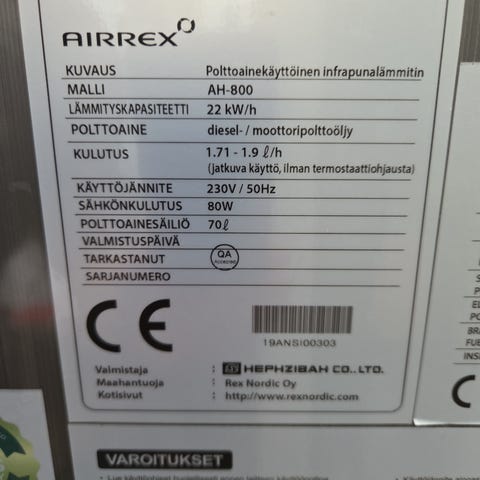 AIRREX
KUVAUS Polttoainekäyttöinen infrapunalämmitin
MALLI AH-800
LÄMMITYSKAPASITEETTI 22 kW/h
POLTTOAINE diesel- / moottoripolttoöljy
KULUTUS 1.71 - 1.9 ℓ/h
(jatkuva käyttö, ilman termostaattiohjausta)
KÄYTTÖJÄNNITE 230V / 50Hz
SÄHKÖNKULUTUS 80W
POLTTOAINESÄILIÖ 70ℓ
VALMISTUSPÄIVÄ
TARKASTANUT QA
SARJANUMERO
CE
19ANSI00303
Valmistaja : HEPHZIBAH CO., LTD.
Maahantuoja : Rex Nordic Oy
Kotisivut : http://www.rexnordic.com
VAROITUKSET